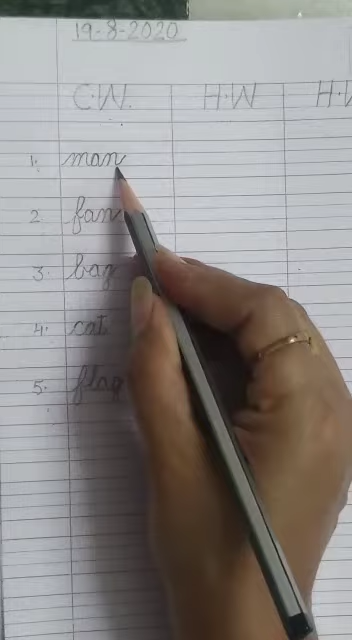 19-8-2020
C.W. H.W H.W
1. man
2. fan
3. bag
4. cat
5. flag